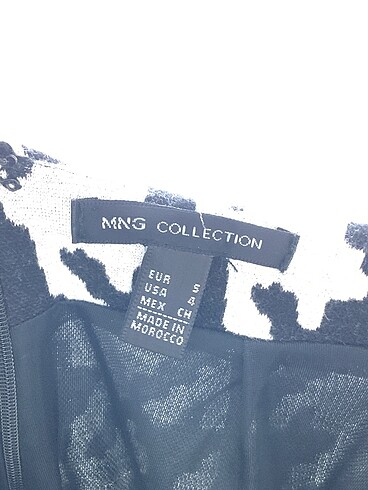 MNG COLLECTION
EUR S
USA 4
MEX CH
MADE IN
MOROCCO